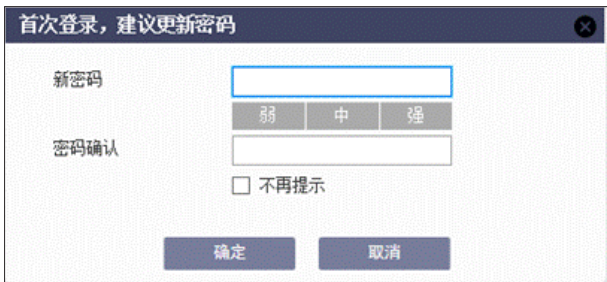 首次登录，建议更新密码
新密码
弱 中 强
密码确认
不再提示
确定 取消